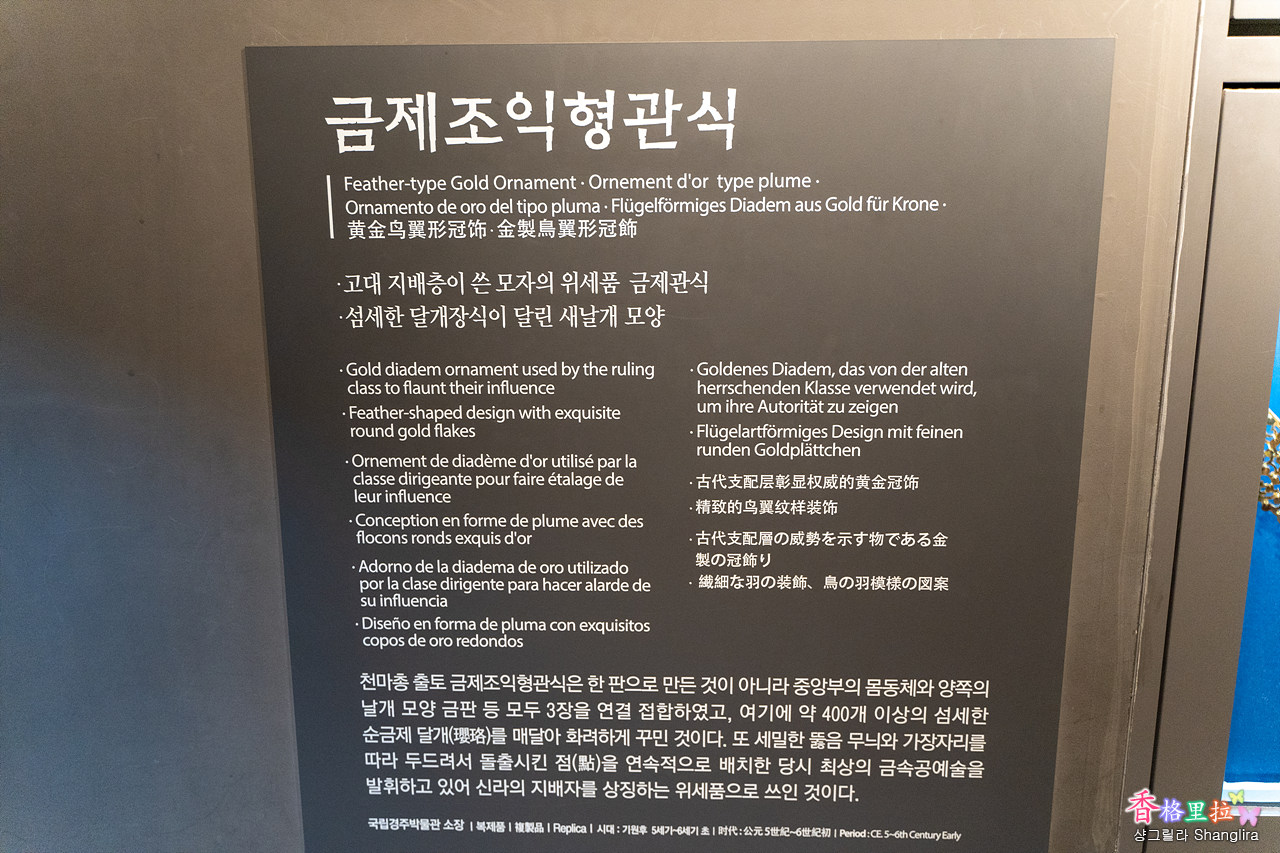 금제조익형관식
Feather-type Gold Ornament · Ornement d'or type plume ·
Ornamento de oro del tipo pluma · Flügelförmiges Diadem aus Gold für Krone ·
黄金鸟翼形冠饰 · 金製鳥翼形冠飾
· 고대 지배층이 쓴 모자의 위세품 금제관식
· 섬세한 달개장식이 달린 새날개 모양
· Gold diadem ornament used by the ruling
class to flaunt their influence
· Feather-shaped design with exquisite
round gold flakes
· Ornement de diadème d'or utilisé par la
classe dirigeante pour faire étalage de
leur influence
· Conception en forme de plume avec des
flocons ronds exquis d'or
· Adorno de la diadema de oro utilizado
por la clase dirigente para hacer alarde de
su influencia
· Diseño en forma de pluma con exquisitos
copos de oro redondos
· Goldenes Diadem, das von der alten
herrschenden Klasse verwendet wird,
um ihre Autorität zu zeigen
· Flügelartförmiges Design mit feinen
runden Goldplättchen
· 古代支配层彰显权威的黄金冠饰
· 精致的鸟翼纹样装饰
· 古代支配層の威勢を示す物である金
製の冠飾り
· 繊細な羽の装飾、鳥の羽模様の図案
천마총 출토 금제조익형관식은 한 판으로 만든 것이 아니라 중앙부의 몸동체와 양쪽의
날개 모양 금판 등 모두 3장을 연결 접합하였고, 여기에 약 400개 이상의 섬세한
순금제 달개(瓔珞)를 매달아 화려하게 꾸민 것이다. 또 세밀한 뚫음 무늬와 가장자리를
따라 두드려서 돌출시킨 점(點)을 연속적으로 배치한 당시 최상의 금속공예술을
발휘하고 있어 신라의 지배자를 상징하는 위세품으로 쓰인 것이다.
국립경주박물관 소장 | 복제품 | 複製品 | Replica | 시대 : 기원후 5세기~6세기 초 | 时代 : 公元 5世紀~6世紀初 | Period : CE. 5~6th Century Early
香格里拉
샹그릴라 Shanglira